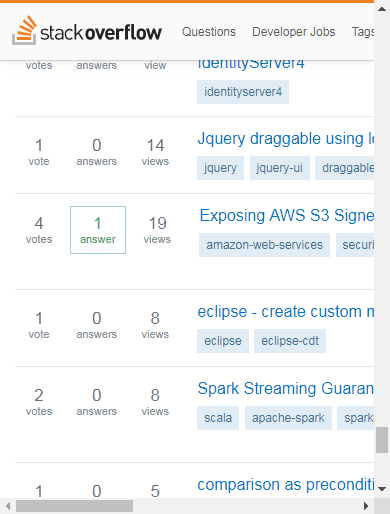 stackoverflow Questions Developer Jobs Tags
votes answers view IdentityServer4
identityserver4
1 0 14 Jquery draggable using
vote answers views jquery jquery-ui draggable
4 1 19 Exposing AWS S3 Signe
votes answer views amazon-web-services securi
1 0 8 eclipse - create custom
vote answers views eclipse eclipse-cdt
2 0 8 Spark Streaming Guaran
votes answers views scala apache-spark spark
1 0 5 comparison as preconditi